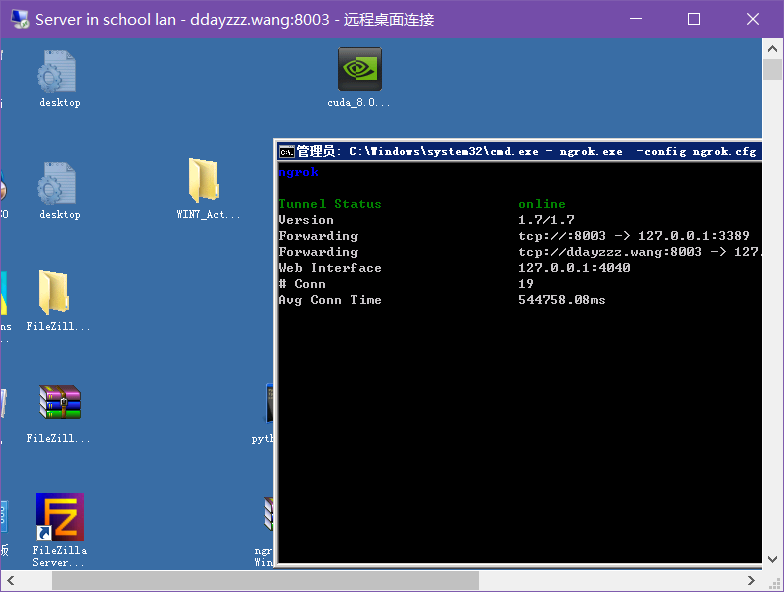 Server in school lan - ddayzzz.wang:8003 - 远程桌面连接
desktop
cuda_8.0...
管理员: C:\Windows\system32\cmd.exe - ngrok.exe -config ngrok.cfg
ngrok
desktop
WIN7_Act...
Tunnel Status online
Version 1.7/1.7
Forwarding tcp://:8003 -> 127.0.0.1:3389
Forwarding tcp://ddayzzz.wang:8003 -> 127.
Web Interface 127.0.0.1:4040
# Conn 19
Avg Conn Time 544758.08ms
FileZill...
FileZill...
pyth
FileZilla
Server...
ngr
Win